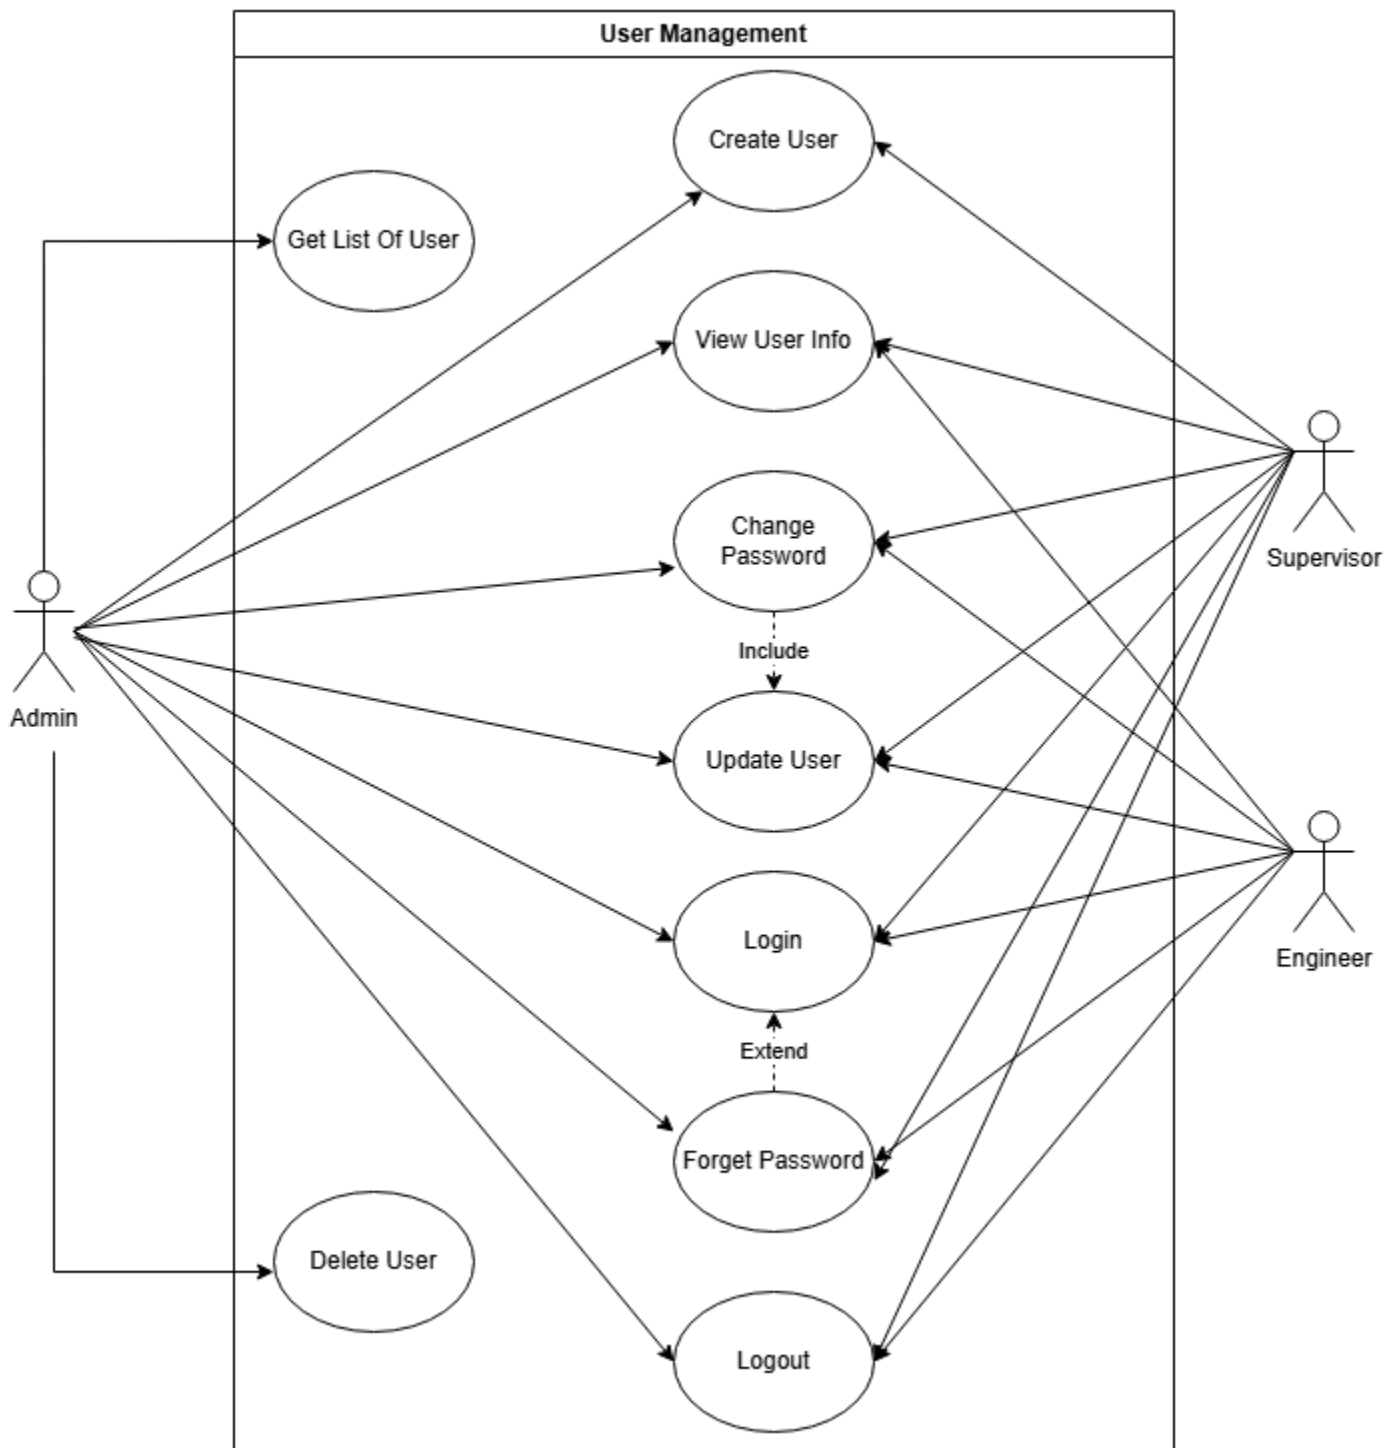 User Management
Create User
Get List Of User
View User Info
Change
Password
Supervisor
Include
Admin
Update User
Login
Engineer
Extend
Forget Password
Delete User
Logout